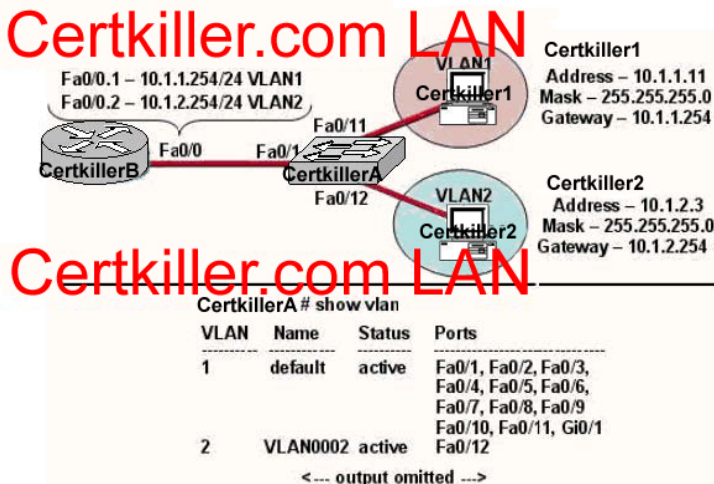 Certkiller.com LAN
Fa0/0.1 – 10.1.1.254/24 VLAN1
Fa0/0.2 – 10.1.2.254/24 VLAN2
VLAN1
Certkiller1
Certkiller1
Address – 10.1.1.11
Mask – 255.255.255.0
Gateway – 10.1.1.254
Fa0/11
Fa0/0
Fa0/1
CertkillerB
CertkillerA
Fa0/12
VLAN2
Certkiller2
Certkiller2
Address – 10.1.2.3
Mask – 255.255.255.0
Gateway – 10.1.2.254
Certkiller.com LAN
CertkillerA # show vlan
VLAN Name Status Ports
1 default active Fa0/1, Fa0/2, Fa0/3,
Fa0/4, Fa0/5, Fa0/6,
Fa0/7, Fa0/8, Fa0/9
Fa0/10, Fa0/11, Gi0/1
2 VLAN0002 active Fa0/12
<--- output omitted --->